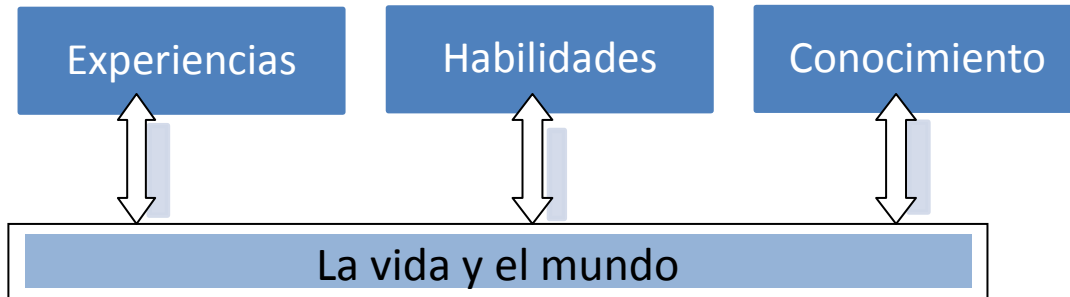 Experiencias
Habilidades
Conocimiento
La vida y el mundo